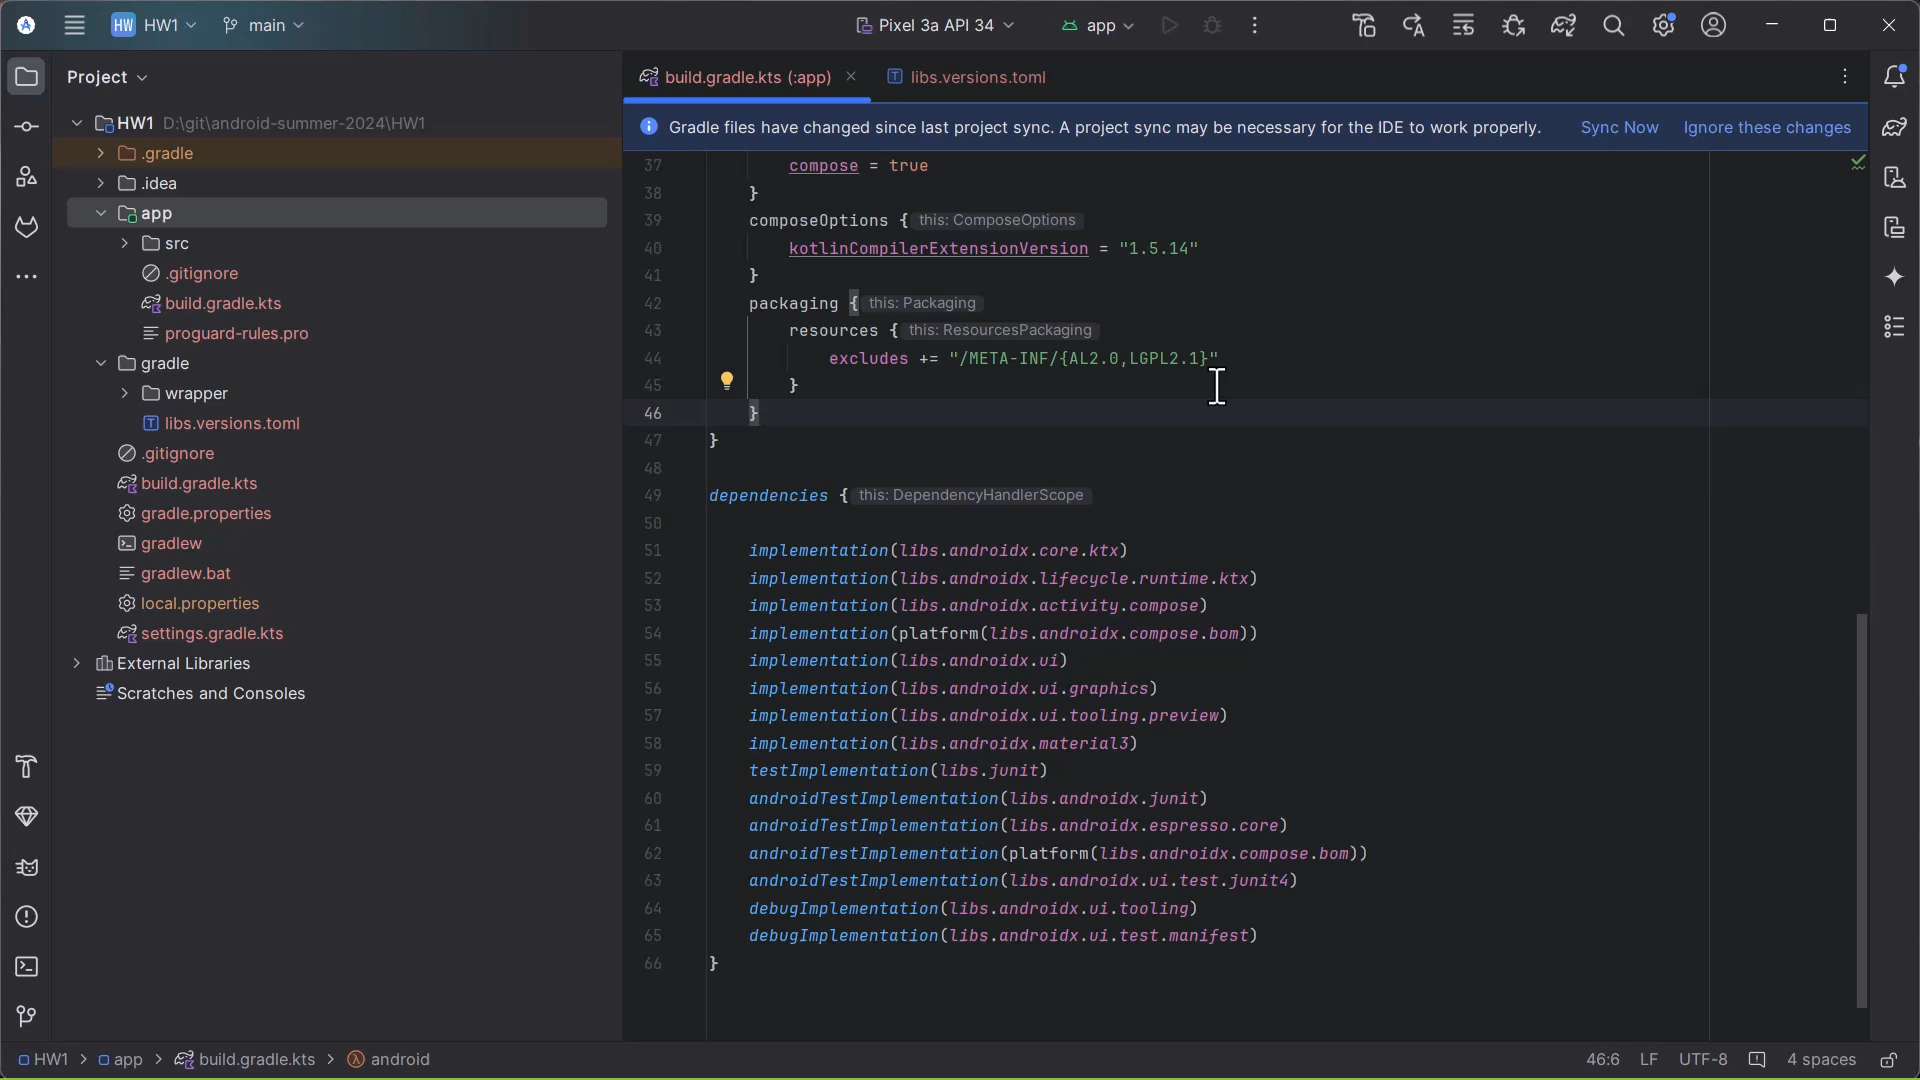 HW HW1 main Pixel 3a API 34 app
Project
build.gradle.kts (:app) libs.versions.toml
HW1 D:\git\android-summer-2024\HW1
.gradle
.idea
app
src
.gitignore
build.gradle.kts
proguard-rules.pro
gradle
wrapper
libs.versions.toml
.gitignore
build.gradle.kts
gradle.properties
gradlew
gradlew.bat
local.properties
settings.gradle.kts
External Libraries
Scratches and Consoles
Gradle files have changed since last project sync. A project sync may be necessary for the IDE to work properly. Sync Now Ignore these changes
37 compose = true
38 }
39 composeOptions { this: ComposeOptions
40 kotlinCompilerExtensionVersion = "1.5.14"
41 }
42 packaging { this: Packaging
43 resources { this: ResourcesPackaging
44 excludes += "/META-INF/{AL2.0,LGPL2.1}"
45 }
46 }
47 }
48
49 dependencies { this: DependencyHandlerScope
50
51 implementation(libs.androidx.core.ktx)
52 implementation(libs.androidx.lifecycle.runtime.ktx)
53 implementation(libs.androidx.activity.compose)
54 implementation(platform(libs.androidx.compose.bom))
55 implementation(libs.androidx.ui)
56 implementation(libs.androidx.ui.graphics)
57 implementation(libs.androidx.ui.tooling.preview)
58 implementation(libs.androidx.material3)
59 testImplementation(libs.junit)
60 androidTestImplementation(libs.androidx.junit)
61 androidTestImplementation(libs.androidx.espresso.core)
62 androidTestImplementation(platform(libs.androidx.compose.bom))
63 androidTestImplementation(libs.androidx.ui.test.junit4)
64 debugImplementation(libs.androidx.ui.tooling)
65 debugImplementation(libs.androidx.ui.test.manifest)
66 }
HW1 > app > build.gradle.kts > android 46:6 LF UTF-8 4 spaces